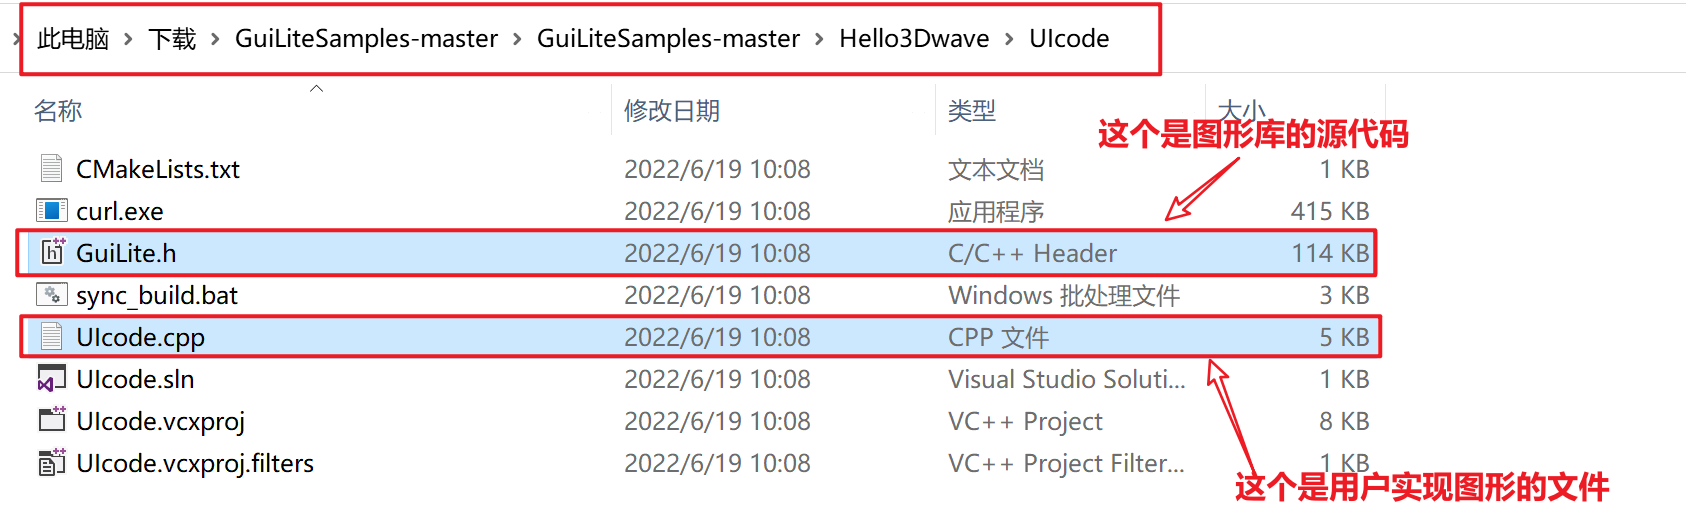 此电脑 › 下载 › GuiLiteSamples-master › GuiLiteSamples-master › Hello3Dwave › UIcode
名称 修改日期 类型 大小
这个是图形库的源代码
CMakeLists.txt 2022/6/19 10:08 文本文档 1 KB
curl.exe 2022/6/19 10:08 应用程序 415 KB
GuiLite.h 2022/6/19 10:08 C/C++ Header 114 KB
sync_build.bat 2022/6/19 10:08 Windows 批处理文件 3 KB
UIcode.cpp 2022/6/19 10:08 CPP 文件 5 KB
UIcode.sln 2022/6/19 10:08 Visual Studio Soluti... 1 KB
UIcode.vcxproj 2022/6/19 10:08 VC++ Project 8 KB
UIcode.vcxproj.filters 2022/6/19 10:08 VC++ Project Filter... 1 KB
这个是用户实现图形的文件